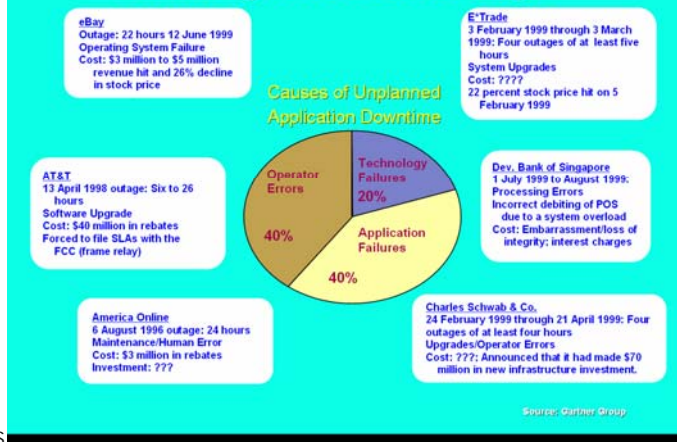 eBay
Outage: 22 hours 12 June 1999
Operating System Failure
Cost: $3 million to $5 million
revenue hit and 26% decline
in stock price
E*Trade
3 February 1999 through 3 March
1999: Four outages of at least five
hours
System Upgrades
Cost: ????
22 percent stock price hit on 5
February 1999
Causes of Unplanned
Application Downtime
AT&T
13 April 1998 outage: Six to 26
hours
Software Upgrade
Cost: $40 million in rebates
Forced to file SLAs with the
FCC (frame relay)
Operator
Errors
40%
Technology
Failures
20%
Application
Failures
40%
Dev. Bank of Singapore
1 July 1999 to August 1999:
Processing Errors
Incorrect debiting of POS
due to a system overload
Cost: Embarrassment/loss of
integrity; interest charges
America Online
6 August 1996 outage: 24 hours
Maintenance/Human Error
Cost: $3 million in rebates
Investment: ???
Charles Schwab & Co.
24 February 1999 through 21 April 1999: Four
outages of at least four hours
Upgrades/Operator Errors
Cost: ???; Announced that it had made $70
million in new infrastructure investment.
Source: Gartner Group
s